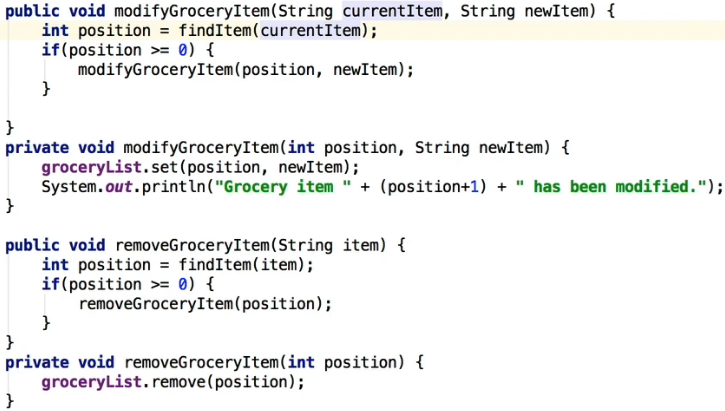 public void modifyGroceryItem(String currentItem, String newItem) {
    int position = findItem(currentItem);
    if(position >= 0) {
        modifyGroceryItem(position, newItem);
    }

}
private void modifyGroceryItem(int position, String newItem) {
    groceryList.set(position, newItem);
    System.out.println("Grocery item " + (position+1) + " has been modified.");
}

public void removeGroceryItem(String item) {
    int position = findItem(item);
    if(position >= 0) {
        removeGroceryItem(position);
    }
}
private void removeGroceryItem(int position) {
    groceryList.remove(position);
}